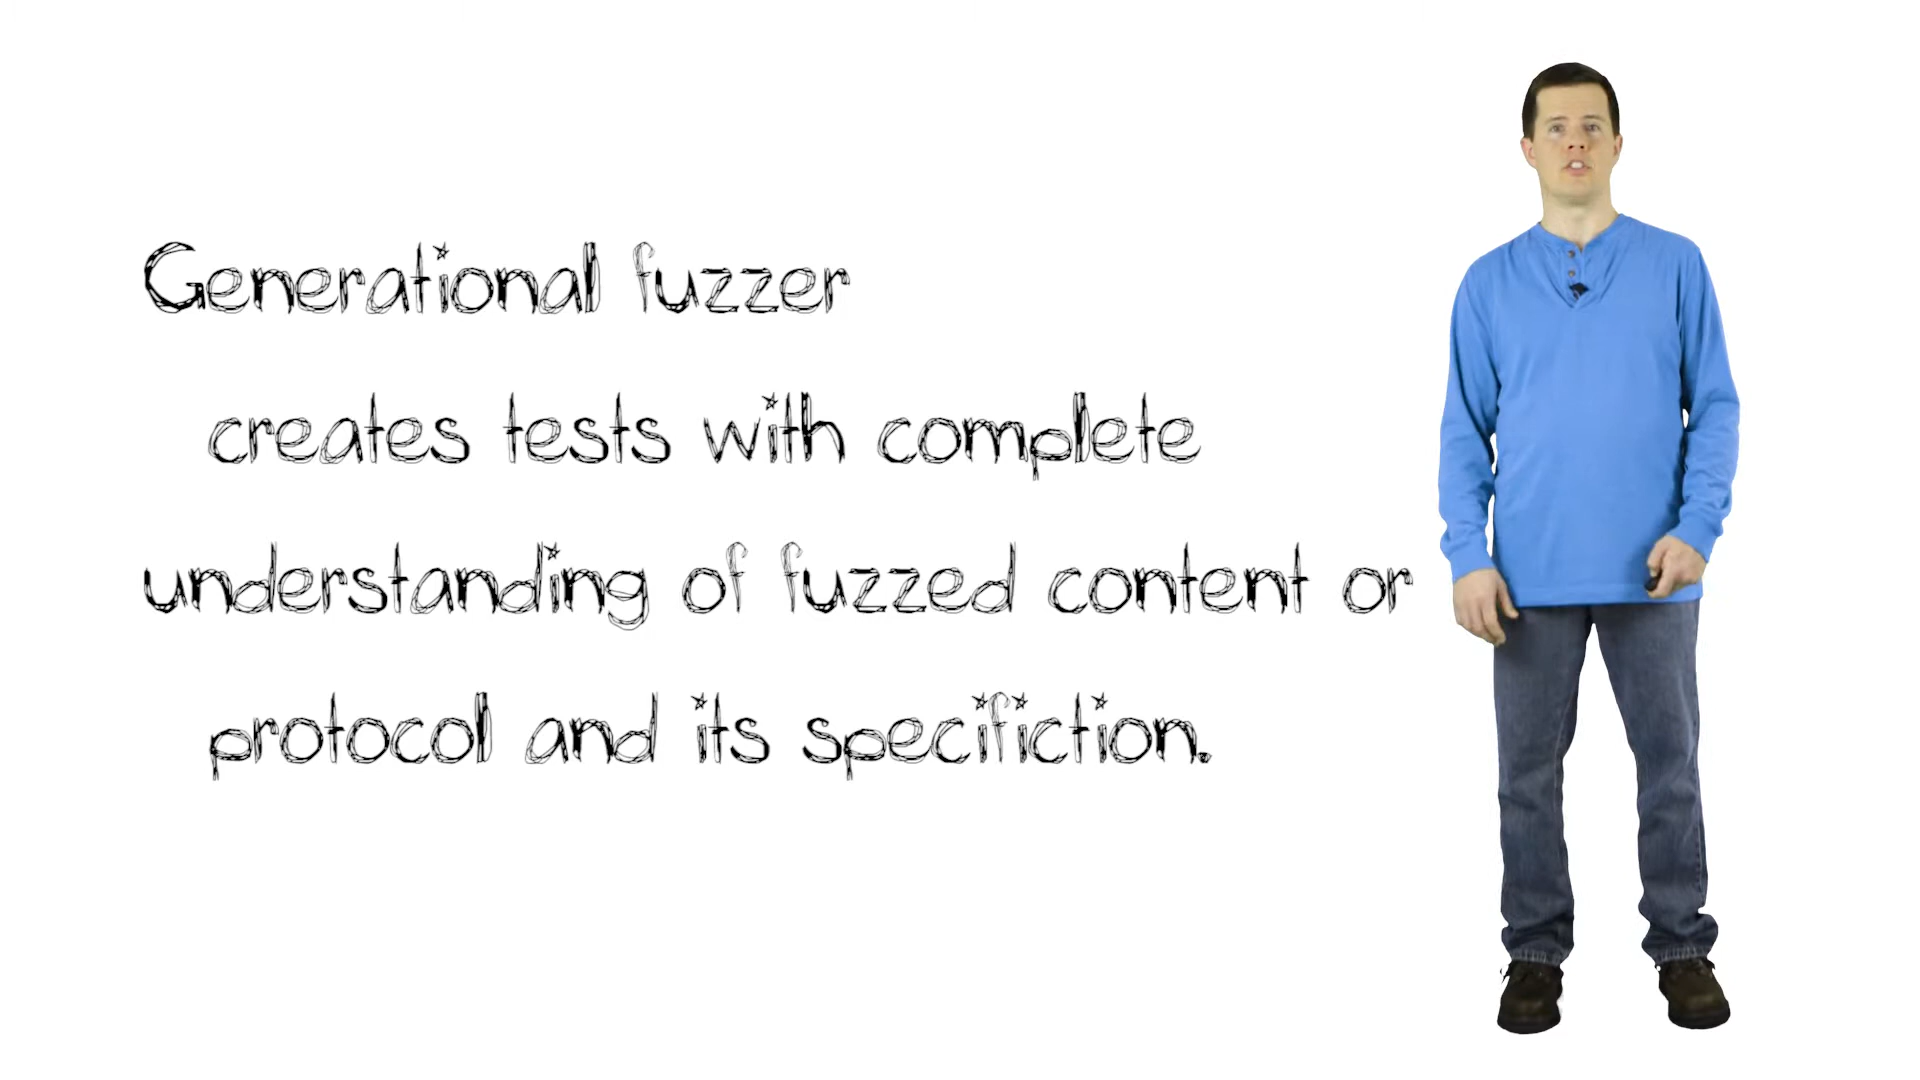 Generational fuzzer
creates tests with complete
understanding of fuzzed content or
protocol and its specifiction.